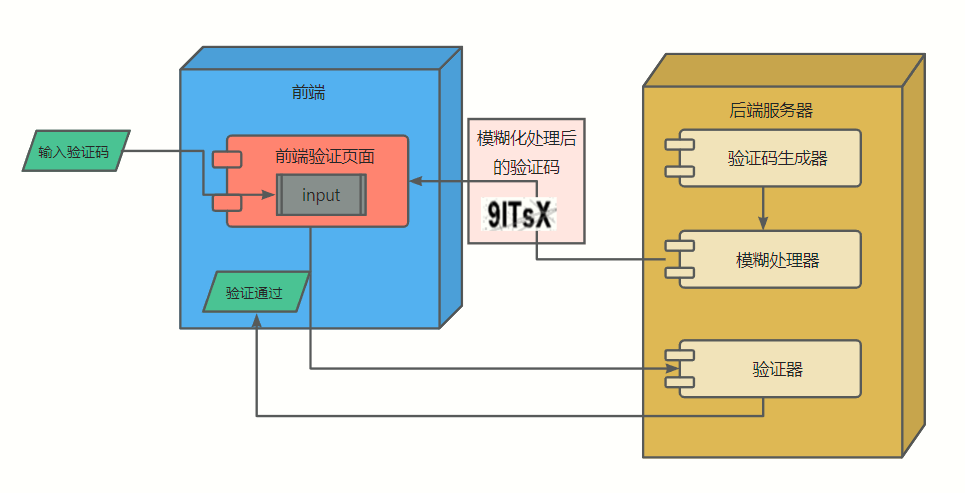 前端
后端服务器
输入验证码
前端验证页面
input
模糊化处理后
的验证码
9ITsX
验证码生成器
模糊处理器
验证通过
验证器